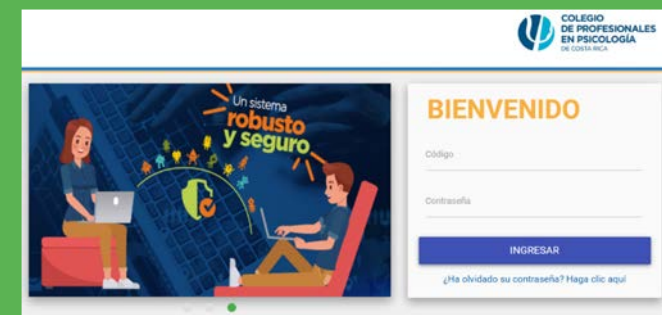 COLEGIO
DE PROFESIONALES
EN PSICOLOGÍA
DE COSTA RICA
Un sistema
robusto
y seguro
BIENVENIDO
Código
Contraseña
INGRESAR
¿Ha olvidado su contraseña? Haga clic aquí